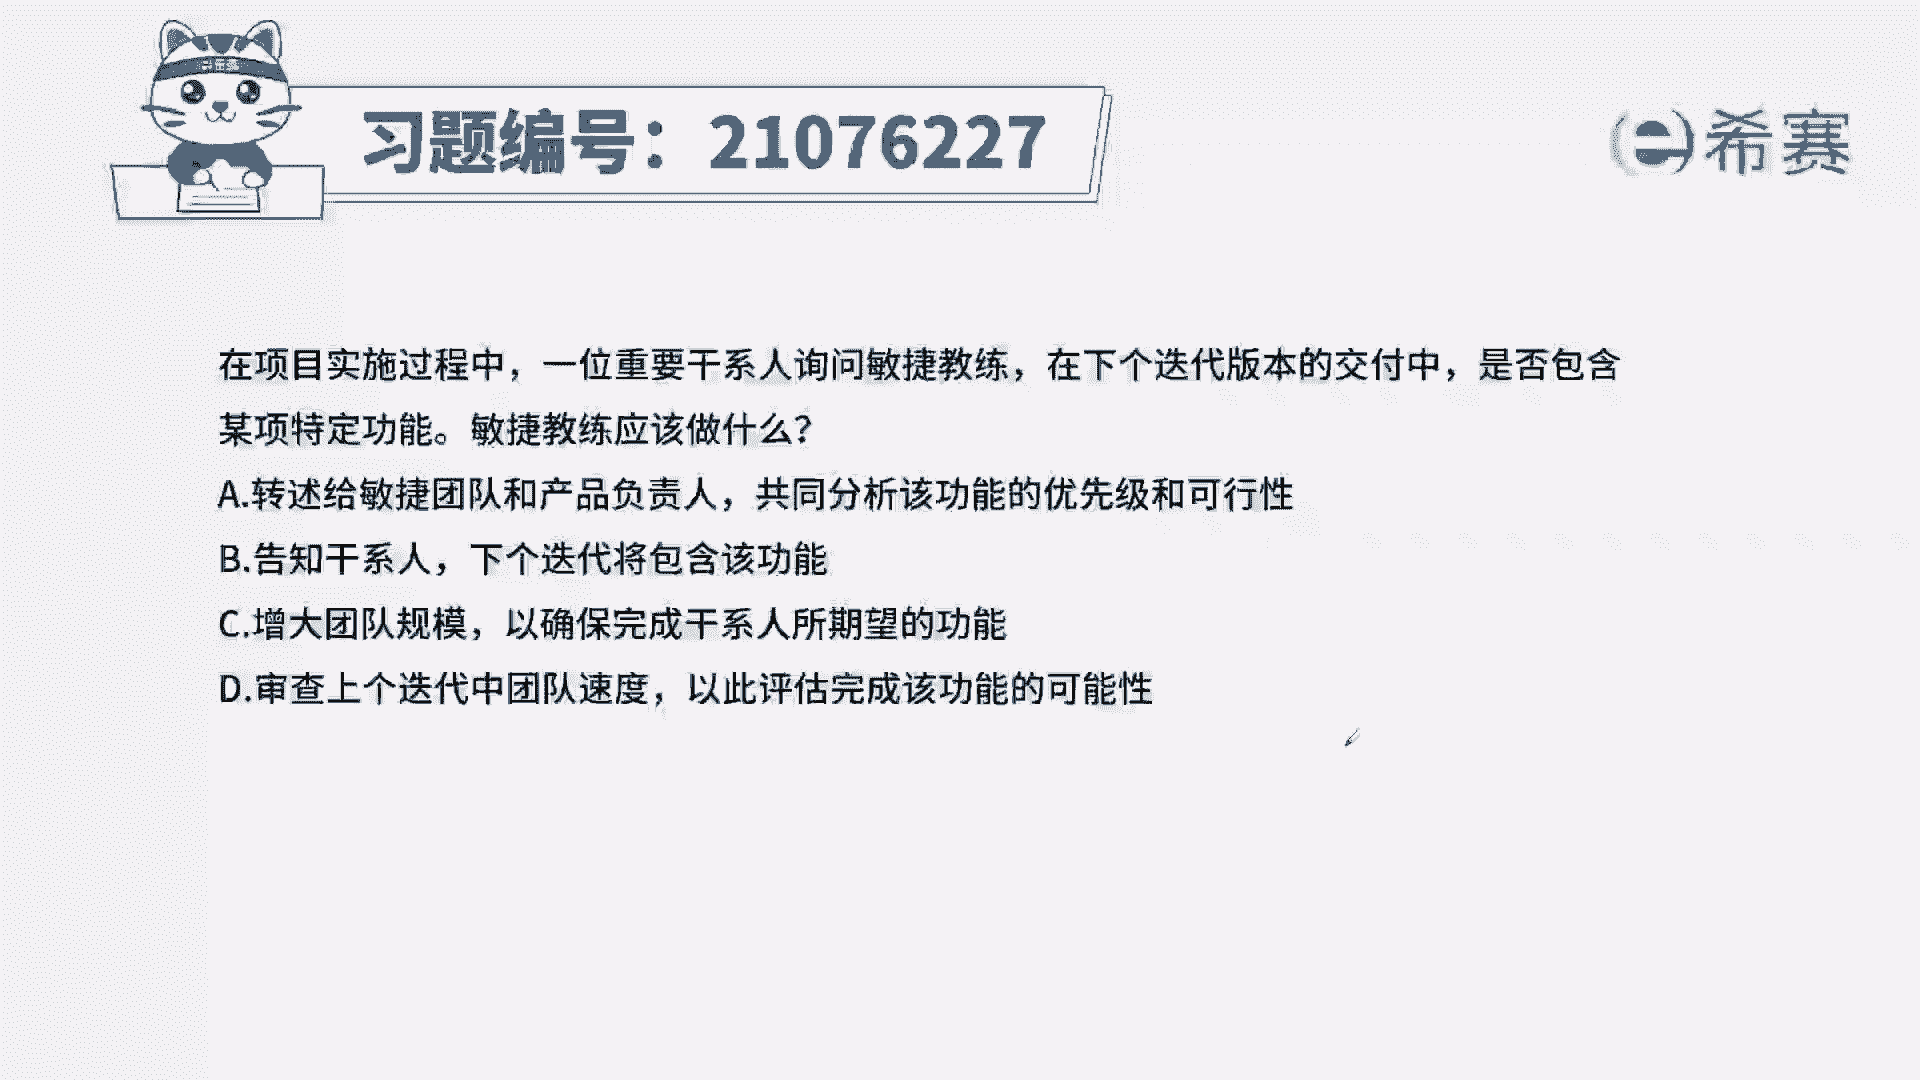 习题编号：21076227
希赛
在项目实施过程中，一位重要干系人询问敏捷教练，在下个迭代版本的交付中，是否包含
某项特定功能。敏捷教练应该做什么？
A.转述给敏捷团队和产品负责人，共同分析该功能的优先级和可行性
B.告知干系人，下个迭代将包含该功能
C.增大团队规模，以确保完成干系人所期望的功能
D.审查上个迭代中团队速度，以此评估完成该功能的可能性